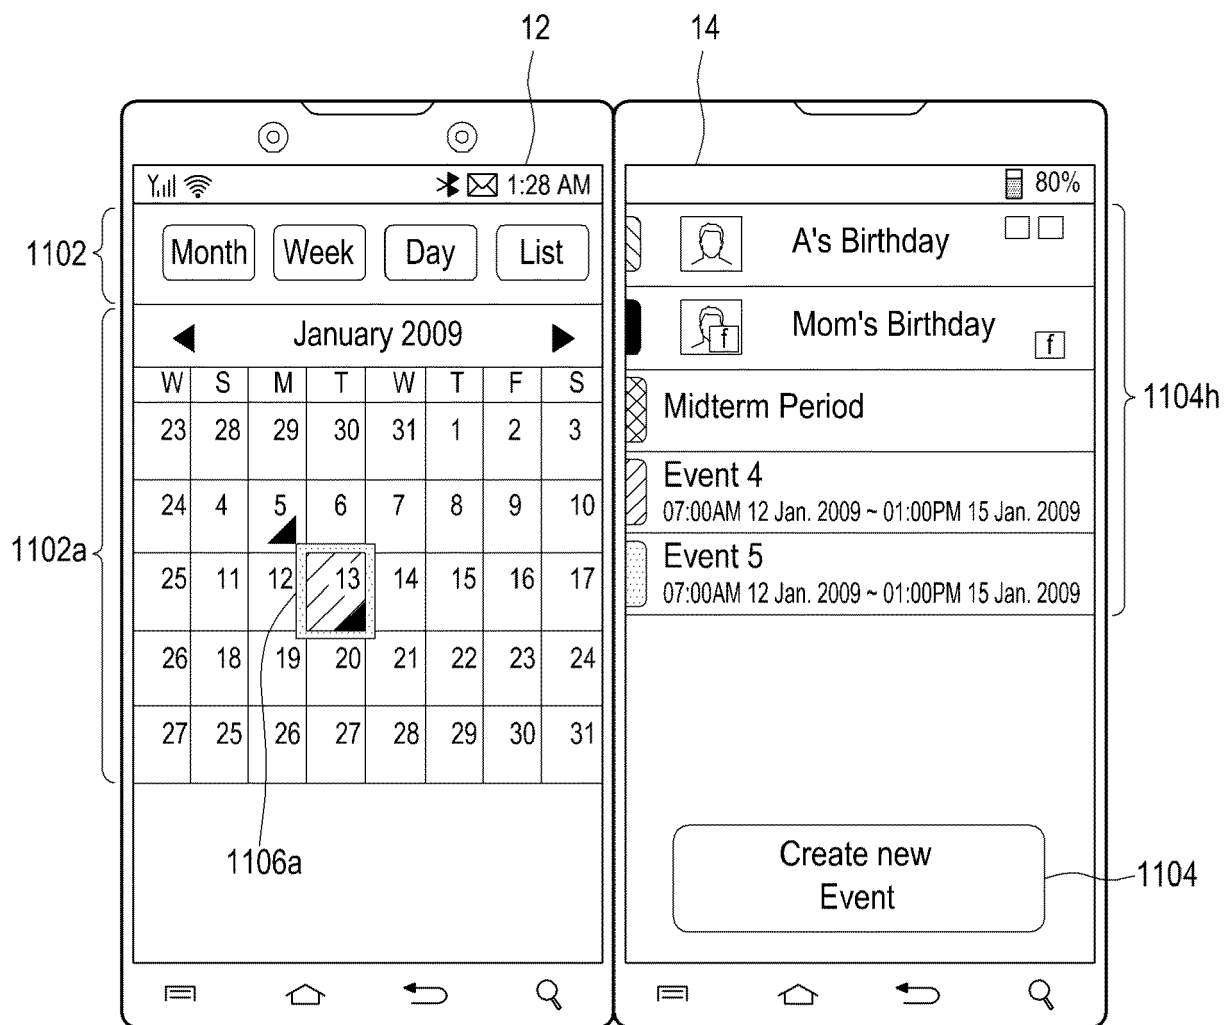 12
14
1:28 AM
80%
1102
Month
Week
Day
List
A's Birthday
January 2009
f
Mom's Birthday
f
W S M T W T F S
23 28 29 30 31 1 2 3
24 4 5 6 7 8 9 10
25 11 12 13 14 15 16 17
26 18 19 20 21 22 23 24
27 25 26 27 28 29 30 31
1102a
1106a
Midterm Period
Event 4
07:00AM 12 Jan. 2009 ~ 01:00PM 15 Jan. 2009
Event 5
07:00AM 12 Jan. 2009 ~ 01:00PM 15 Jan. 2009
1104h
Create new
Event
1104